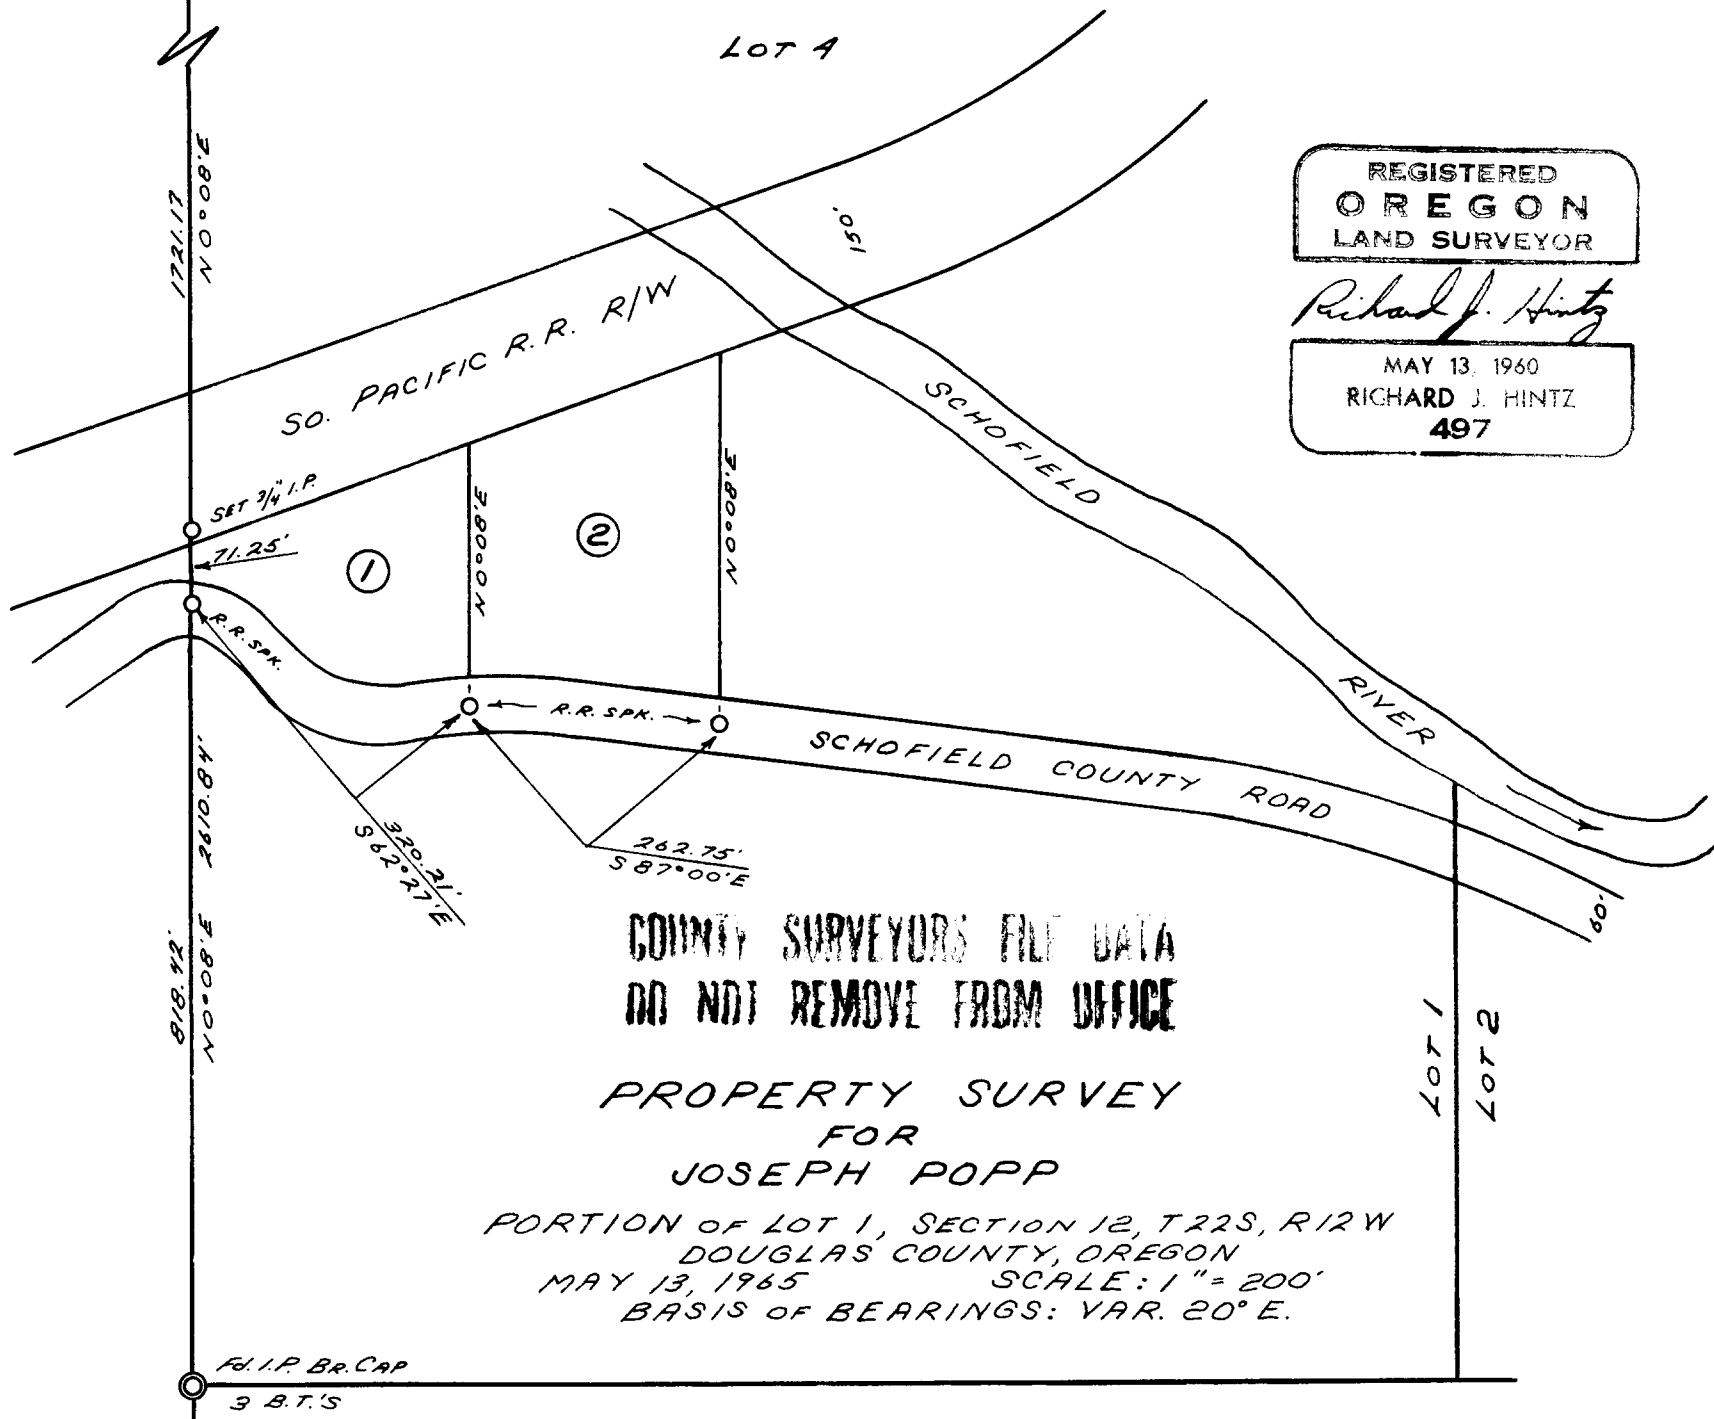 LOT 4
1721.17
N 0°08'E
150.'
REGISTERED
OREGON
LAND SURVEYOR
Richard J. Hintz
MAY 13, 1960
RICHARD J. HINTZ
497
SO. PACIFIC R.R. R/W
SCHOFIELD
RIVER
SET 3/4" I.P.
71.25'
1
2
N0°08'E
N0°08'E
R.R. SPK.
R.R. SPK.
SCHOFIELD COUNTY ROAD
60.'
2610.84'
320.21'
S62°27'E
262.75'
S87°00'E
818.42'
N0°08'E
COUNTY SURVEYORS FILE DATA
DO NOT REMOVE FROM OFFICE
LOT 1
LOT 2
PROPERTY SURVEY
FOR
JOSEPH POPP
PORTION OF LOT 1, SECTION 12, T22S, R12W
DOUGLAS COUNTY, OREGON
MAY 13, 1965 SCALE: 1"= 200'
BASIS OF BEARINGS: VAR. 20° E.
Fd. I.P. BR. CAP
3 B.T.'S